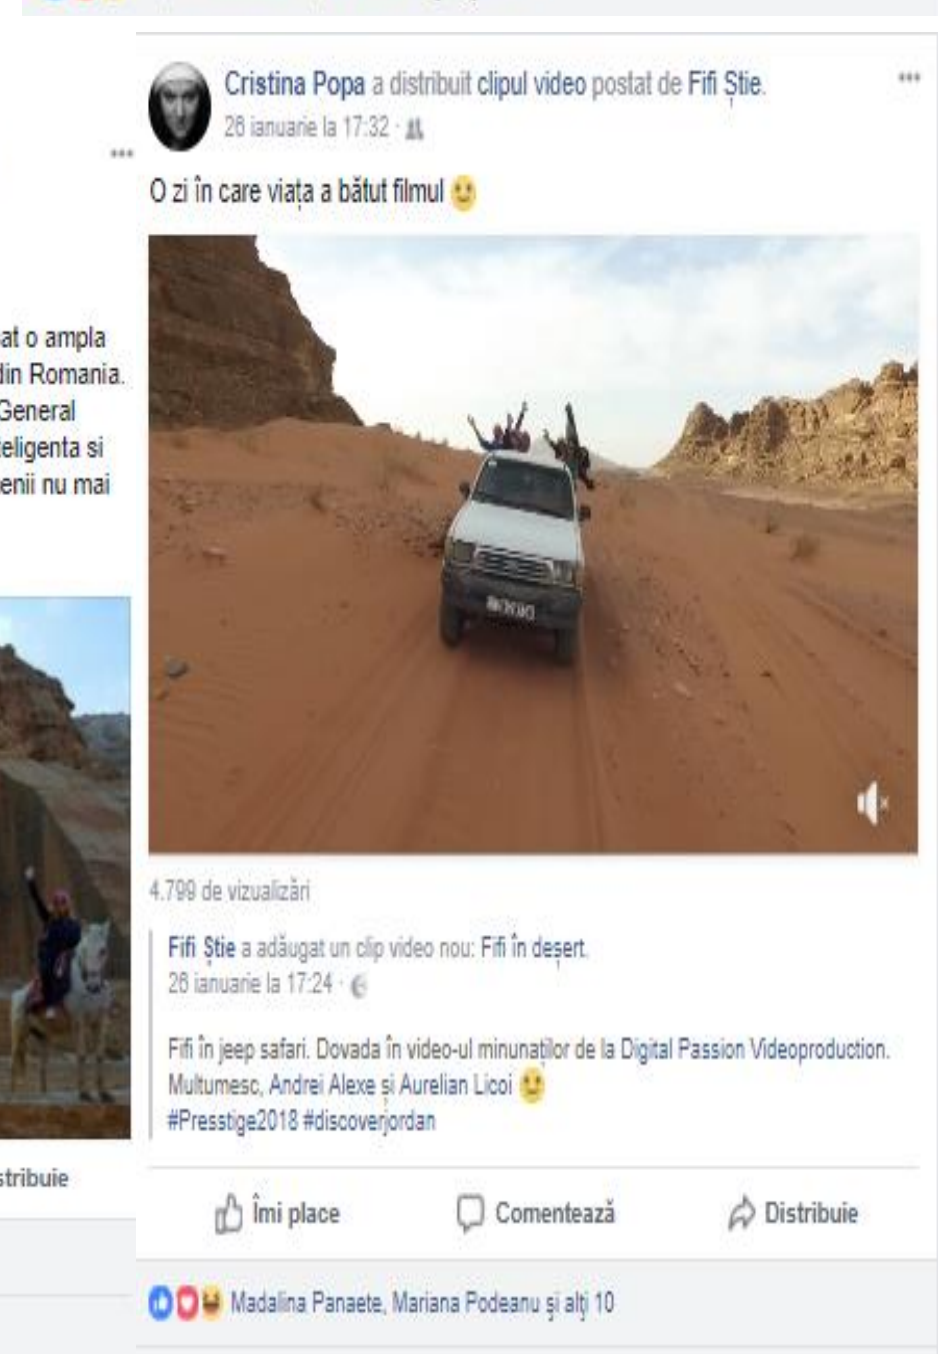 at o ampla
din Romania.
General
teligenta si
enii nu mai
stribuie
Cristina Popa a distribuit clipul video postat de Fifi Știe.
26 ianuarie la 17:32 ·
O zi în care viața a bătut filmul
4.799 de vizualizări
Fifi Știe a adăugat un clip video nou: Fifi în deșert.
26 ianuarie la 17:24 ·
Fifi în jeep safari. Dovada în video-ul minunaților de la Digital Passion Videoproduction.
Multumesc, Andrei Alexe și Aurelian Licoi
#Presstige2018 #discoverjordan
Îmi place Comentează Distribuie
Madalina Panaete, Mariana Podeanu şi alţi 10